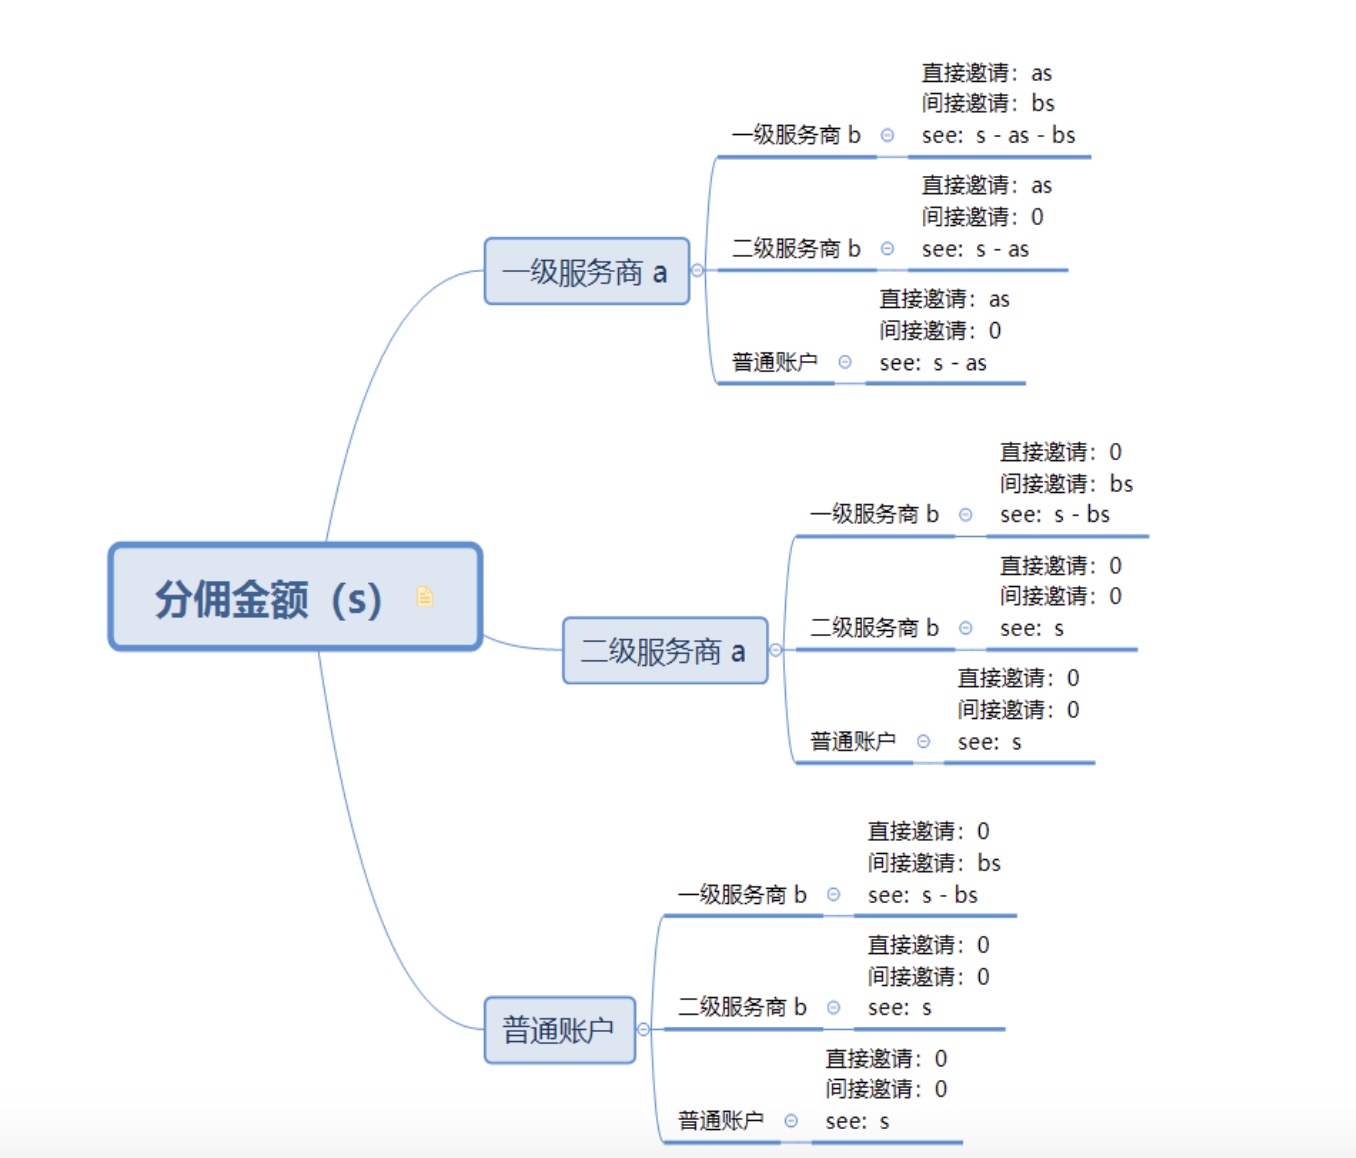 分佣金额（s）
一级服务商 a
一级服务商 b
直接邀请：as
间接邀请：bs
see: s - as - bs
二级服务商 b
直接邀请：as
间接邀请：0
see: s - as
普通账户
直接邀请：as
间接邀请：0
see: s - as
二级服务商 a
一级服务商 b
直接邀请：0
间接邀请：bs
see: s - bs
二级服务商 b
直接邀请：0
间接邀请：0
see: s
普通账户
直接邀请：0
间接邀请：0
see: s
普通账户
一级服务商 b
直接邀请：0
间接邀请：bs
see: s - bs
二级服务商 b
直接邀请：0
间接邀请：0
see: s
普通账户
直接邀请：0
间接邀请：0
see: s